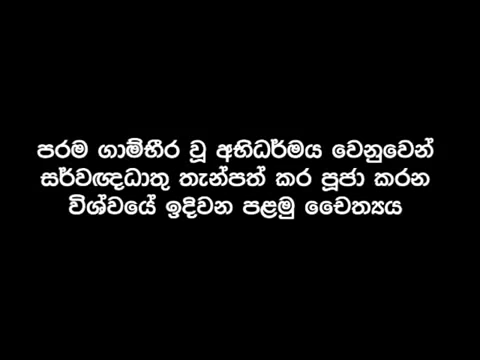 පරම ගාම්භීර වූ අභිධර්මය වෙනුවෙන්
සර්වඥධාතු තැන්පත් කර පූජා කරන
විශ්වයේ ඉදිවන පළමු චෛත්‍යය